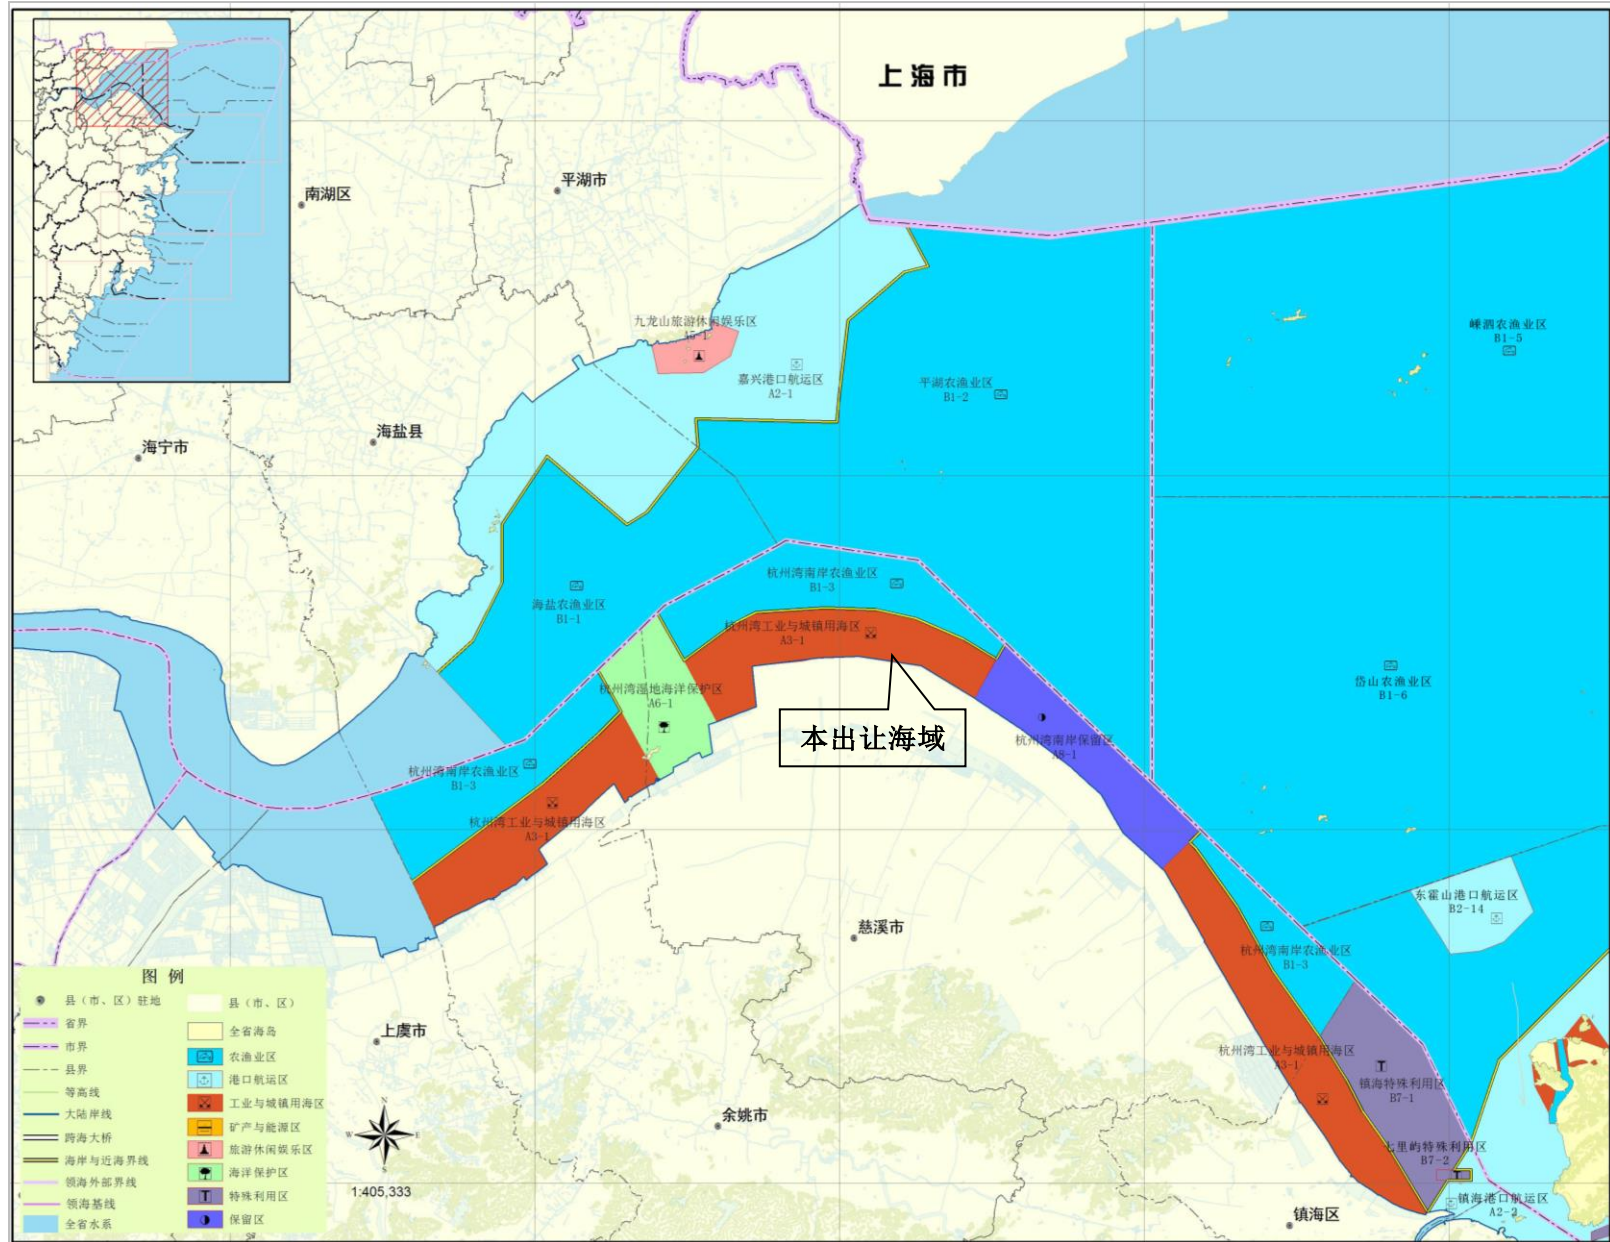 上海市
南湖区
平湖市
九龙山旅游休闲娱乐区
A5-1
嘉兴港口航运区
A2-1
平湖农渔业区
B1-2
嵊泗农渔业区
B1-5
海宁市
海盐县
杭州湾南岸农渔业区
B1-3
海盐农渔业区
B1-1
杭州湾工业与城镇用海区
A3-1
岱山农渔业区
B1-6
杭州湾湿地海洋保护区
A6-1
本出让海域
杭州湾南岸保留区
A8-1
杭州湾南岸农渔业区
B1-3
杭州湾工业与城镇用海区
A3-1
东霍山港口航运区
B2-14
慈溪市
杭州湾南岸农渔业区
B1-3
上虞市
杭州湾工业与城镇用海区
A3-1
镇海特殊利用区
B7-1
余姚市
七里屿特殊利用区
B7-2
镇海港口航运区
A2-2
镇海区
图 例
县（市、区）驻地
省界
市界
县界
等高线
大陆岸线
跨海大桥
海岸与近海界线
领海外部界线
领海基线
全省水系
县（市、区）
全省海岛
农渔业区
港口航运区
工业与城镇用海区
矿产与能源区
旅游休闲娱乐区
海洋保护区
特殊利用区
保留区
N
W
E
S
1:405,333